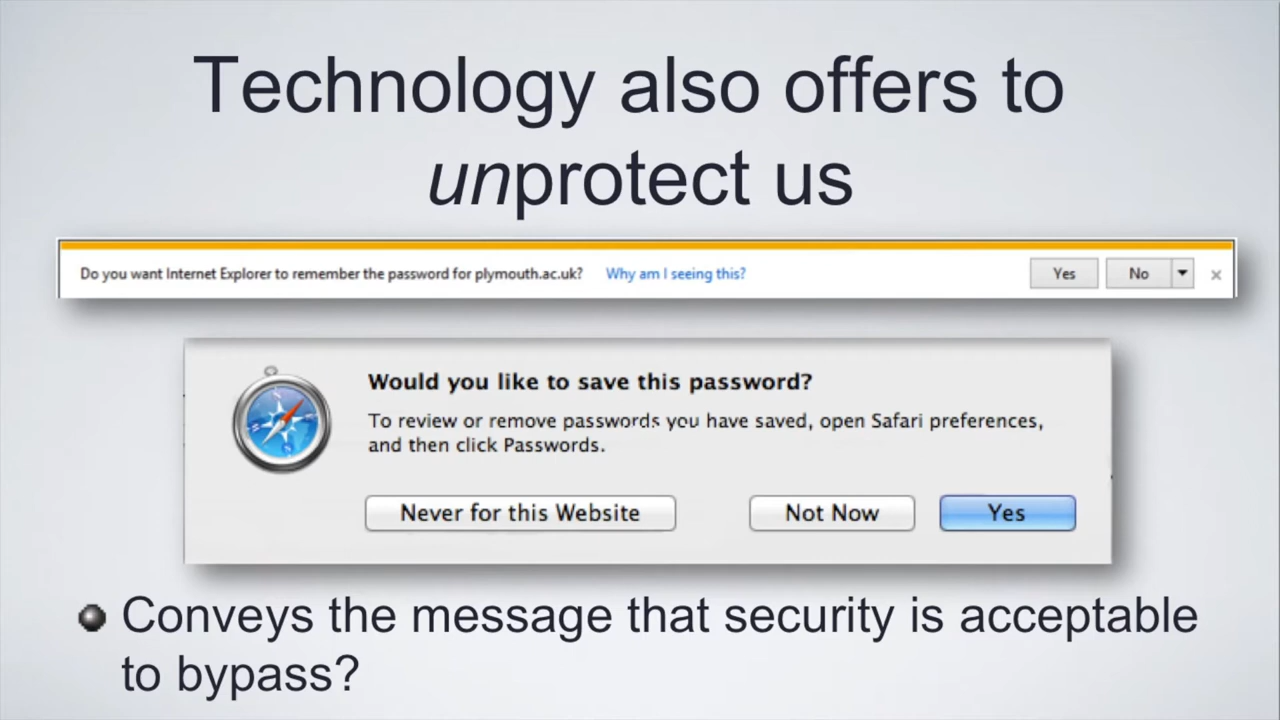 Technology also offers to
unprotect us
Do you want Internet Explorer to remember the password for plymouth.ac.uk? Why am I seeing this? Yes No
Would you like to save this password?
To review or remove passwords you have saved, open Safari preferences,
and then click Passwords.
Never for this Website Not Now Yes
Conveys the message that security is acceptable
to bypass?